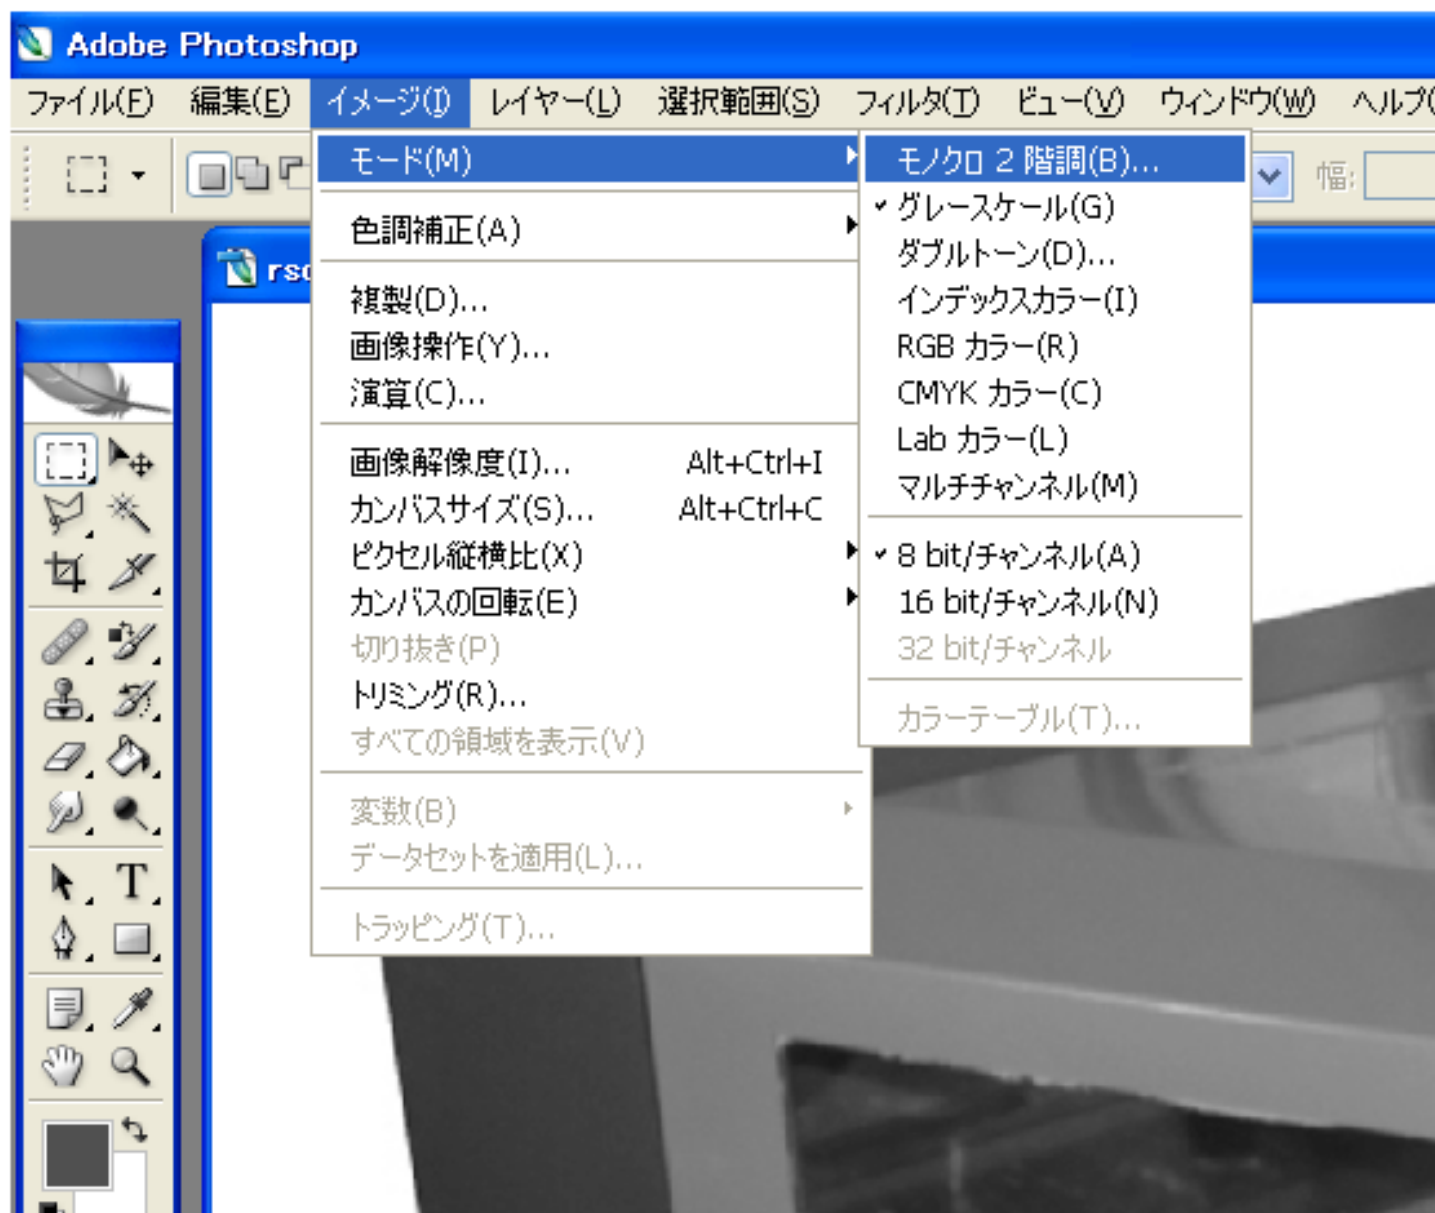 Adobe Photoshop
ファイル(F) 編集(E) イメージ(I) レイヤー(L) 選択範囲(S) フィルタ(T) ビュー(V) ウィンドウ(W) ヘルプ(
幅:
rsc
モード(M)
色調補正(A)
複製(D)...
画像操作(Y)...
演算(C)...
画像解像度(I)... Alt+Ctrl+I
カンバスサイズ(S)... Alt+Ctrl+C
ピクセル縦横比(X)
カンバスの回転(E)
切り抜き(P)
トリミング(R)...
すべての領域を表示(V)
変数(B)
データセットを適用(L)...
トラッピング(T)...
モノクロ 2 階調(B)...
グレースケール(G)
ダブルトーン(D)...
インデックスカラー(I)
RGB カラー(R)
CMYK カラー(C)
Lab カラー(L)
マルチチャンネル(M)
8 bit/チャンネル(A)
16 bit/チャンネル(N)
32 bit/チャンネル
カラーテーブル(T)...